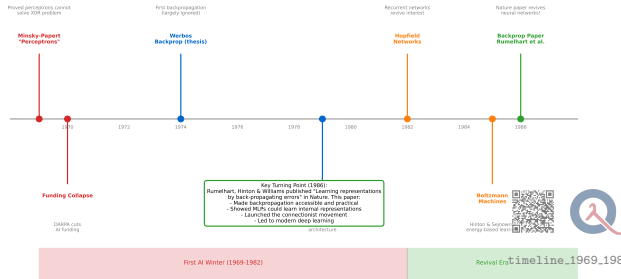 Proved perceptrons cannot
solve XOR problem
First backpropagation
(largely ignored)
Recurrent networks
revive interest
Nature paper revives
neural networks!
Minsky-Papert
"Perceptrons"
Werbos
Backprop (thesis)
Hopfield
Networks
Backprop Paper
Rumelhart et al.
1970
1972
1974
1976
1980
1982
1984
1986
Key Turning Point (1986):
Rumelhart, Hinton & Williams published "Learning representations
by back-propagating errors" in Nature. This paper:
- Made backpropagation accessible and practical
- Showed MLPs could learn internal representations
- Launched the connectionist movement
- Led to modern deep learning
architecture
Funding Collapse
Boltzmann
Machines
DARPA cuts
AI funding
Hinton & Sejnow
energy-based learn
First AI Winter (1969-1982)
Revival Era
timeline_1969_198